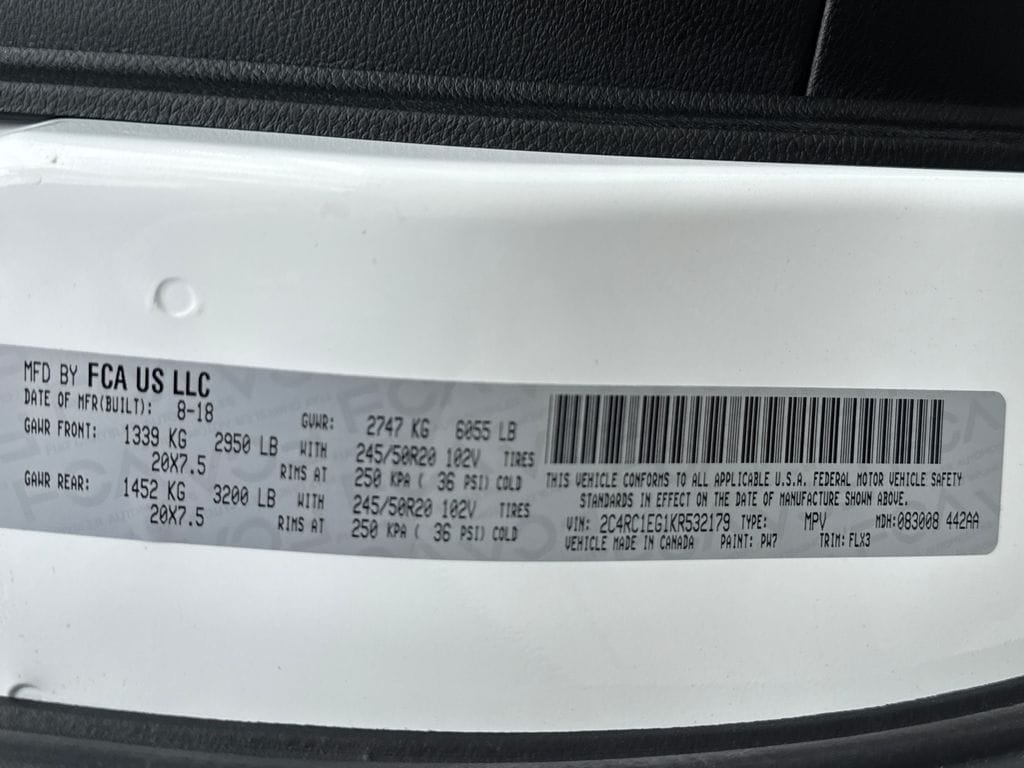 MFD BY FCA US LLC
DATE OF MFR(BUILT): 8-18 GVWR: 2747 KG 6055 LB
GAWR FRONT: 1339 KG 2950 LB WITH 245/50R20 102V TIRES
20X7.5 RIMS AT 250 KPA ( 36 PSI) COLD
GAWR REAR: 1452 KG 3200 LB WITH 245/50R20 102V TIRES
20X7.5 RIMS AT 250 KPA ( 36 PSI) COLD
THIS VEHICLE CONFORMS TO ALL APPLICABLE U.S.A. FEDERAL MOTOR VEHICLE SAFETY
STANDARDS IN EFFECT ON THE DATE OF MANUFACTURE SHOWN ABOVE.
VIN: 2C4RC1EG1KR532179 TYPE: MPV MDH:083008 442AA
VEHICLE MADE IN CANADA PAINT: PW7 TRIM: FLX3